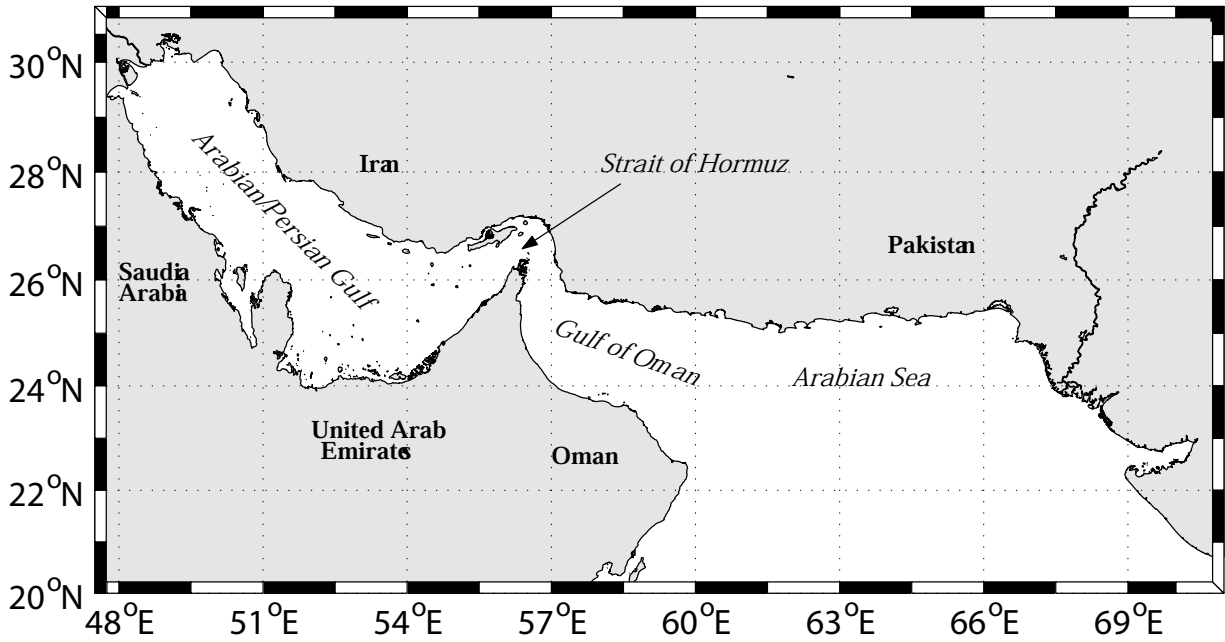 30°N
28°N
26°N
24°N
22°N
20°N
48°E 51°E 54°E 57°E 60°E 63°E 66°E 69°E
Arabian/Persian Gulf
Iran
Strait of Hormuz
Pakistan
Saudia
Arabia
Gulf of Oman
Arabian Sea
United Arab
Emirates
Oman